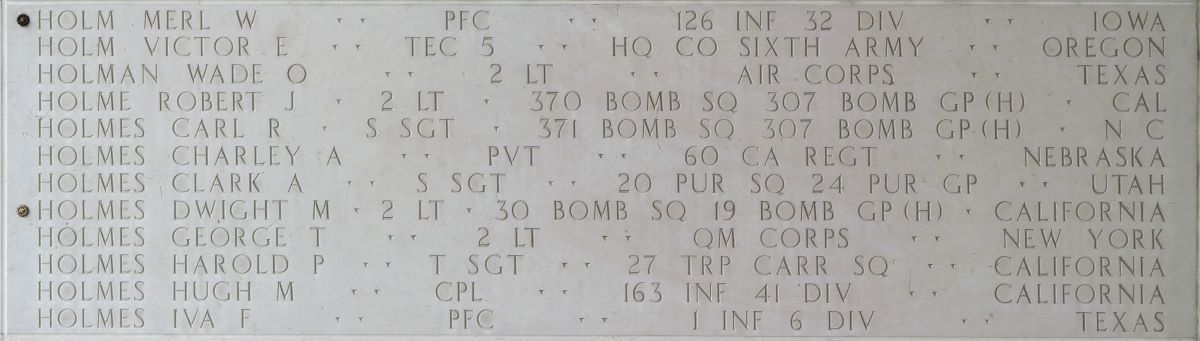 HOLM MERL W PFC 126 INF 32 DIV IOWA
HOLM VICTOR E TEC 5 HQ CO SIXTH ARMY OREGON
HOLMAN WADE O 2 LT AIR CORPS TEXAS
HOLME ROBERT J 2 LT 370 BOMB SQ 307 BOMB GP (H) CAL
HOLMES CARL R S SGT 371 BOMB SQ 307 BOMB GP (H) N C
HOLMES CHARLEY A PVT 60 CA REGT NEBRASKA
HOLMES CLARK A S SGT 20 PUR SQ 24 PUR GP UTAH
HOLMES DWIGHT M 2 LT 30 BOMB SQ 19 BOMB GP (H) CALIFORNIA
HOLMES GEORGE T 2 LT QM CORPS NEW YORK
HOLMES HAROLD P T SGT 27 TRP CARR SQ CALIFORNIA
HOLMES HUGH M CPL 163 INF 41 DIV CALIFORNIA
HOLMES IVA F PFC 1 INF 6 DIV TEXAS